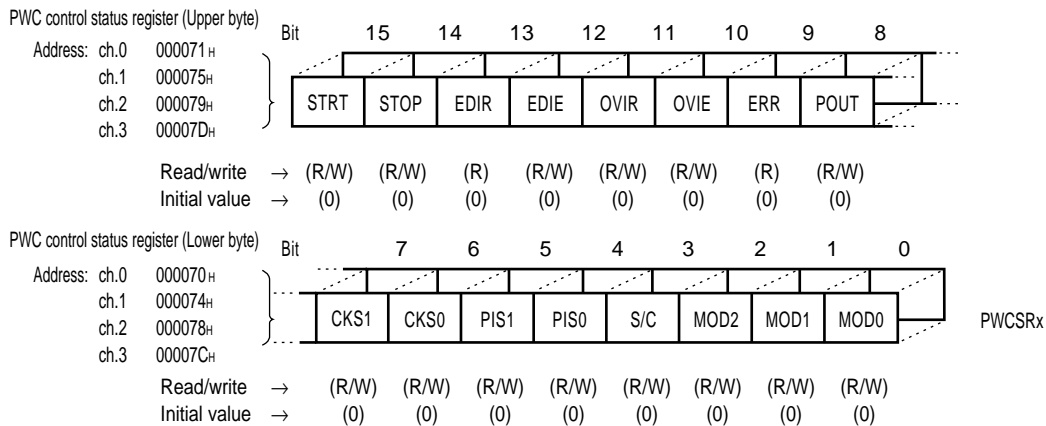 PWC control status register (Upper byte)
Bit 15 14 13 12 11 10 9 8
Address: ch.0 000071H
ch.1 000075H
ch.2 000079H
ch.3 00007DH
STRT STOP EDIR EDIE OVIR OVIE ERR POUT
Read/write → (R/W) (R/W) (R) (R/W) (R/W) (R/W) (R) (R/W)
Initial value → (0) (0) (0) (0) (0) (0) (0) (0)
PWC control status register (Lower byte)
Bit 7 6 5 4 3 2 1 0
Address: ch.0 000070H
ch.1 000074H
ch.2 000078H
ch.3 00007CH
CKS1 CKS0 PIS1 PIS0 S/C MOD2 MOD1 MOD0
PWCSRx
Read/write → (R/W) (R/W) (R/W) (R/W) (R/W) (R/W) (R/W) (R/W)
Initial value → (0) (0) (0) (0) (0) (0) (0) (0)